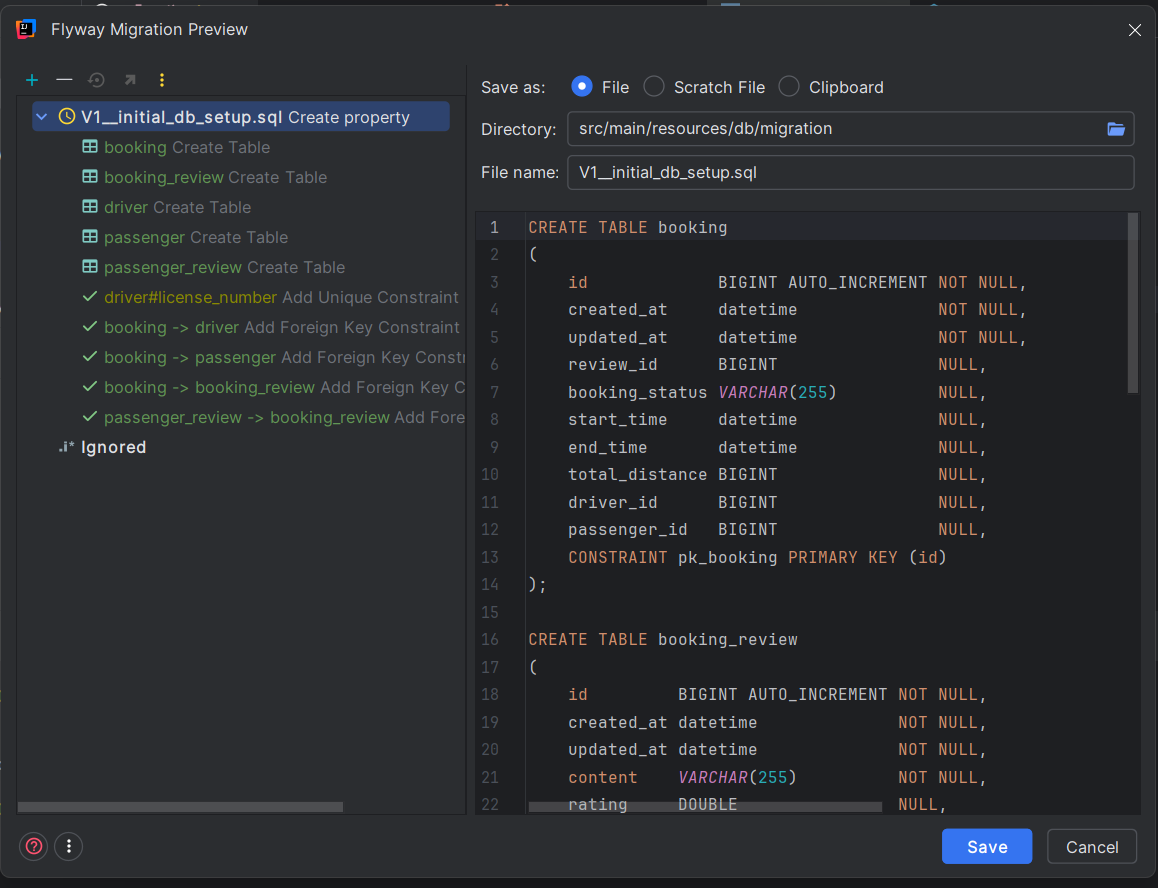 Flyway Migration Preview
V1__initial_db_setup.sql Create property
booking Create Table
booking_review Create Table
driver Create Table
passenger Create Table
passenger_review Create Table
driver#license_number Add Unique Constraint
booking -> driver Add Foreign Key Constraint
booking -> passenger Add Foreign Key Constr
booking -> booking_review Add Foreign Key C
passenger_review -> booking_review Add Fore
.i* Ignored
Save as: File Scratch File Clipboard
Directory: src/main/resources/db/migration
File name: V1__initial_db_setup.sql
1 CREATE TABLE booking
2 (
3 id BIGINT AUTO_INCREMENT NOT NULL,
4 created_at datetime NOT NULL,
5 updated_at datetime NOT NULL,
6 review_id BIGINT NULL,
7 booking_status VARCHAR(255) NULL,
8 start_time datetime NULL,
9 end_time datetime NULL,
10 total_distance BIGINT NULL,
11 driver_id BIGINT NULL,
12 passenger_id BIGINT NULL,
13 CONSTRAINT pk_booking PRIMARY KEY (id)
14 );
15
16 CREATE TABLE booking_review
17 (
18 id BIGINT AUTO_INCREMENT NOT NULL,
19 created_at datetime NOT NULL,
20 updated_at datetime NOT NULL,
21 content VARCHAR(255) NOT NULL,
22 rating DOUBLE NULL,
Save Cancel